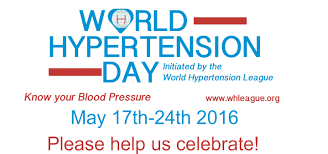 WORLD
HYPERTENSION
DAY
Initiated by the
World Hypertension League
Know your Blood Pressure
www.whleague.org
May 17th-24th 2016
Please help us celebrate!